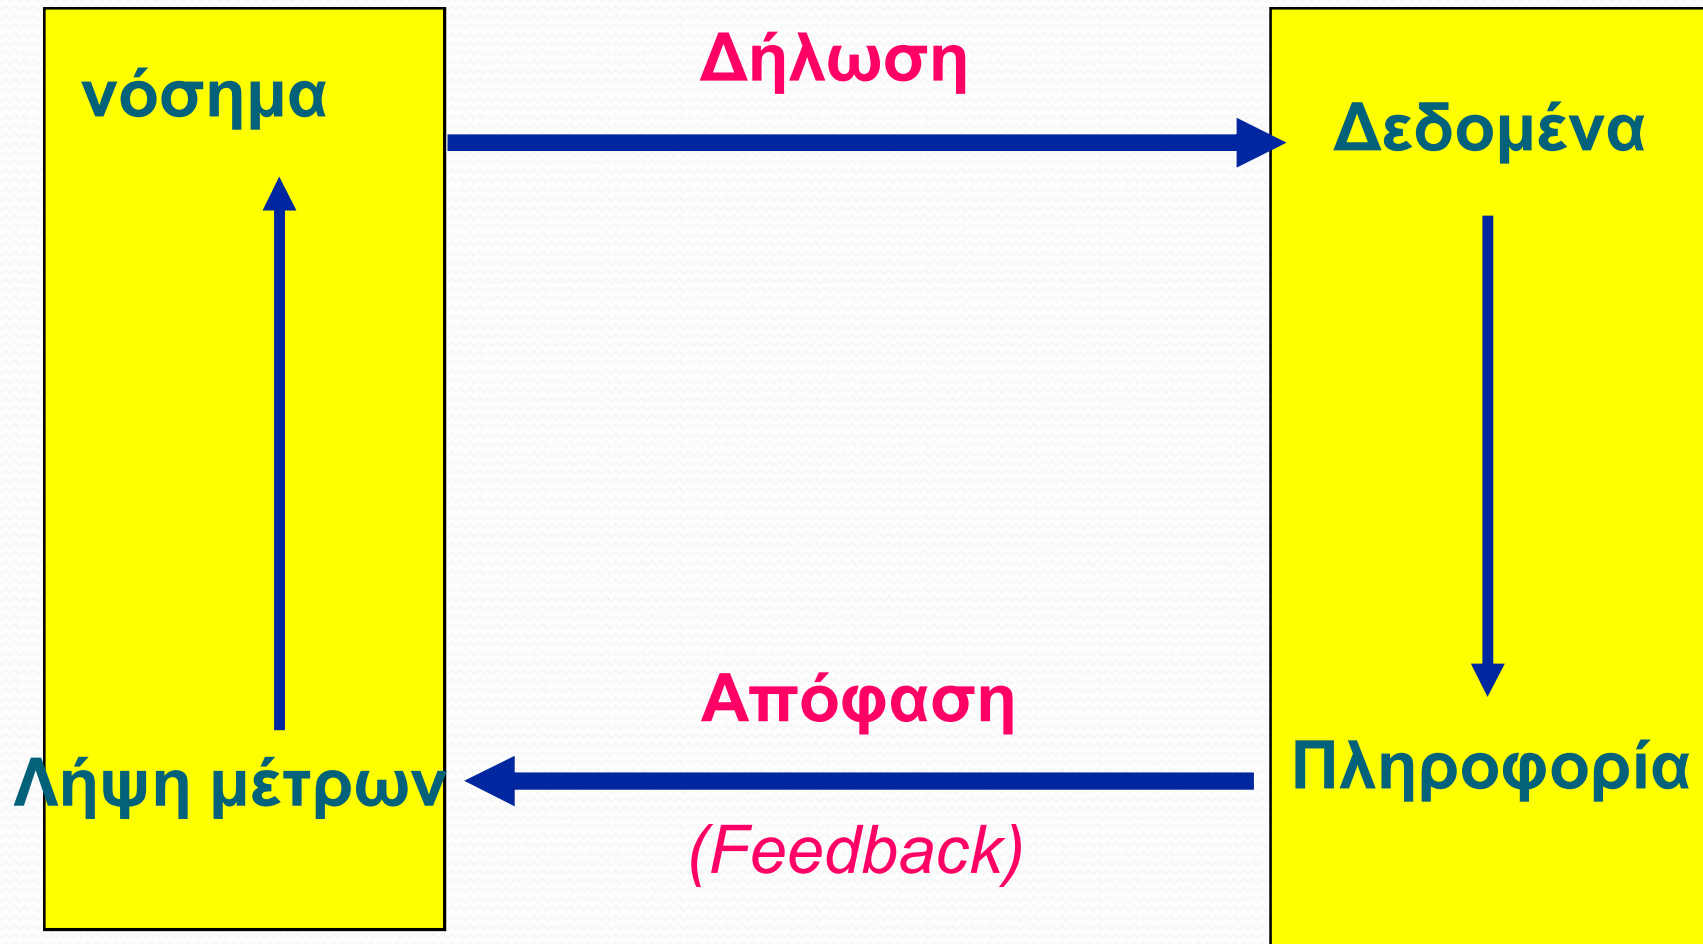 νόσημα
Δήλωση
Δεδομένα
Απόφαση
Λήψη μέτρων
Πληροφορία
(Feedback)